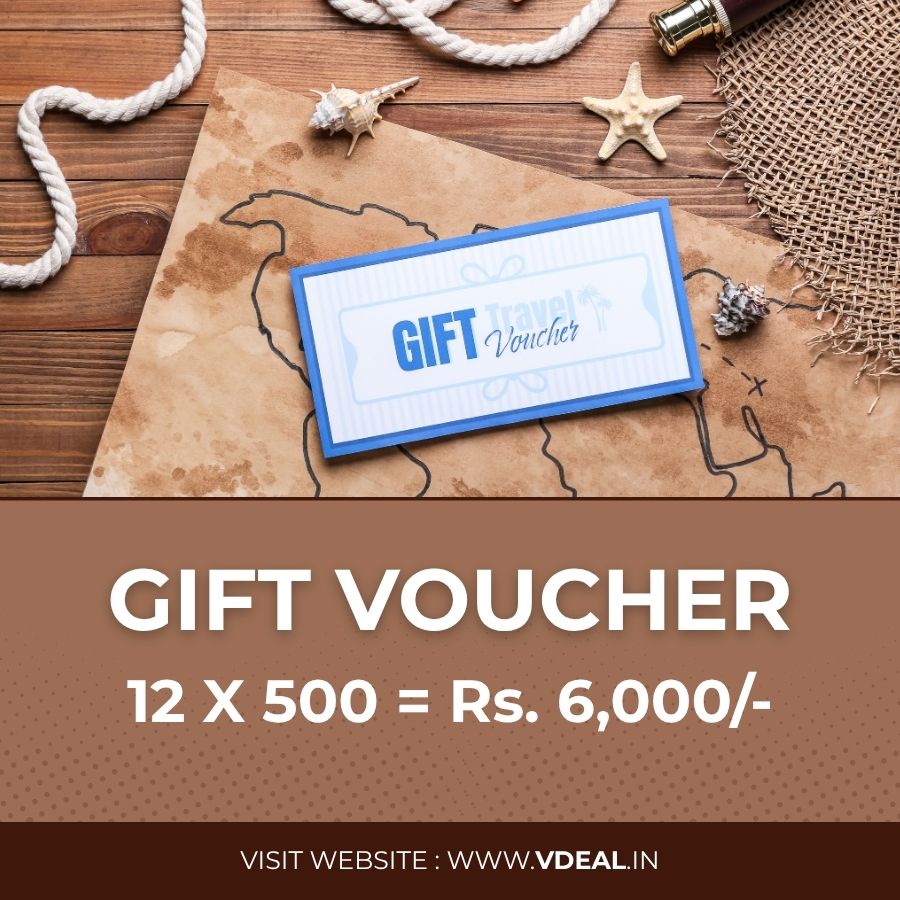 GIFT Travel
Voucher
GIFT VOUCHER
12 X 500 = Rs. 6,000/-
VISIT WEBSITE : WWW.VDEAL.IN